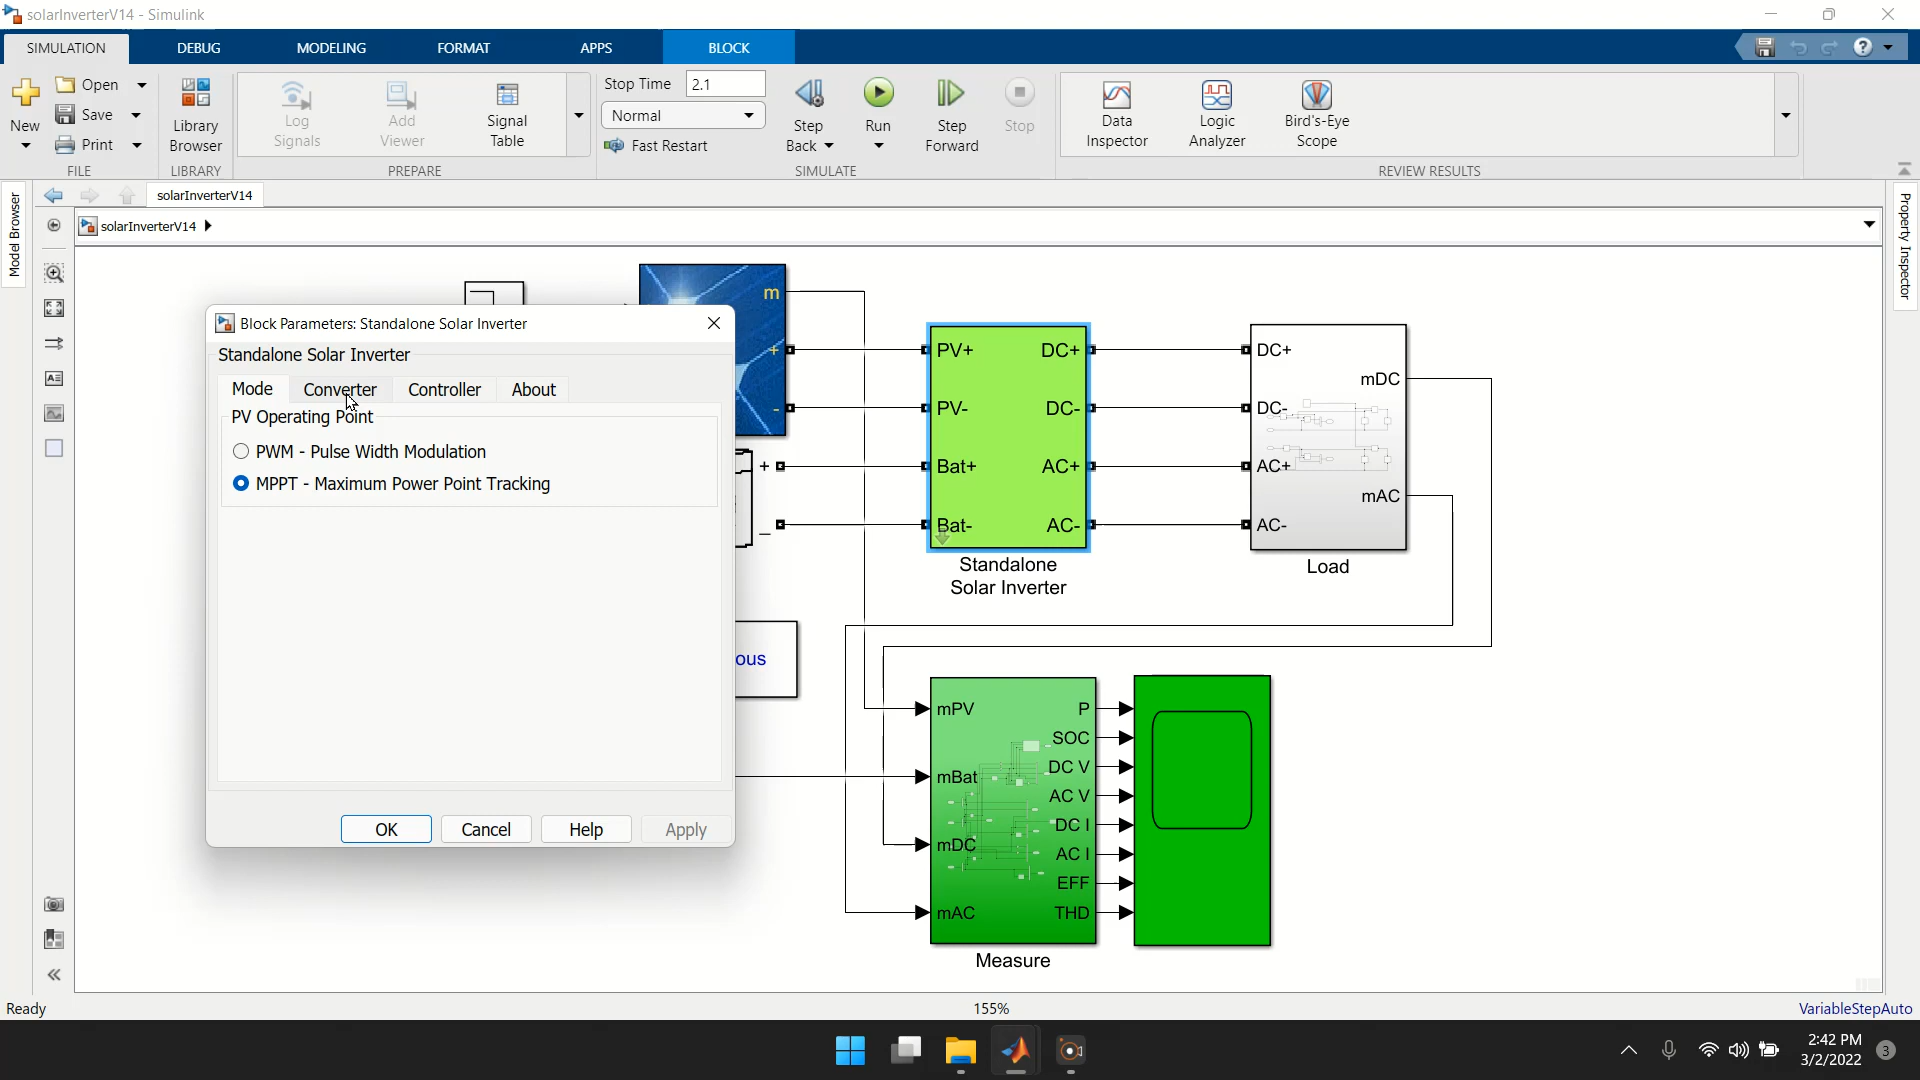 solarInverterV14 - Simulink
SIMULATION
DEBUG
MODELING
FORMAT
APPS
BLOCK
New
Open
Save
Print
FILE
Library
Browser
LIBRARY
Log
Signals
Add
Viewer
Signal
Table
PREPARE
Stop Time
2.1
Normal
Fast Restart
Step
Back
Run
Step
Forward
Stop
SIMULATE
Data
Inspector
Logic
Analyzer
Bird's-Eye
Scope
REVIEW RESULTS
Model Browser
Property Inspector
solarInverterV14
solarInverterV14
Block Parameters: Standalone Solar Inverter
Standalone Solar Inverter
Mode
Converter
Controller
About
PV Operating Point
PWM - Pulse Width Modulation
MPPT - Maximum Power Point Tracking
OK
Cancel
Help
Apply
m
+
-
+
_
ous
PV+
DC+
PV-
DC-
Bat+
AC+
Bat-
AC-
Standalone
Solar Inverter
DC+
mDC
DC-
AC+
mAC
AC-
Load
mPV
P
SOC
DC V
mBat
AC V
DC I
mDC
AC I
EFF
mAC
THD
Measure
Ready
155%
VariableStepAuto
2:42 PM
3/2/2022
3